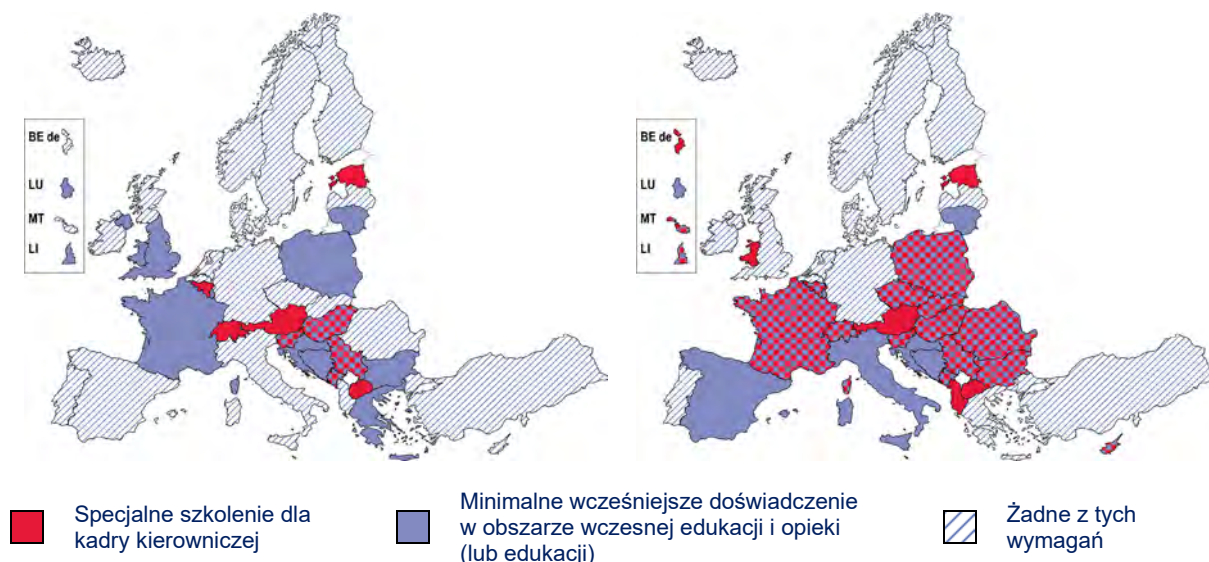 BE de
LU
MT
LI
BE de
LU
MT
LI
Specjalne szkolenie dla
kadry kierowniczej
Minimalne wcześniejsze doświadczenie
w obszarze wczesnej edukacji i opieki
(lub edukacji)
Żadne z tych
wymagań